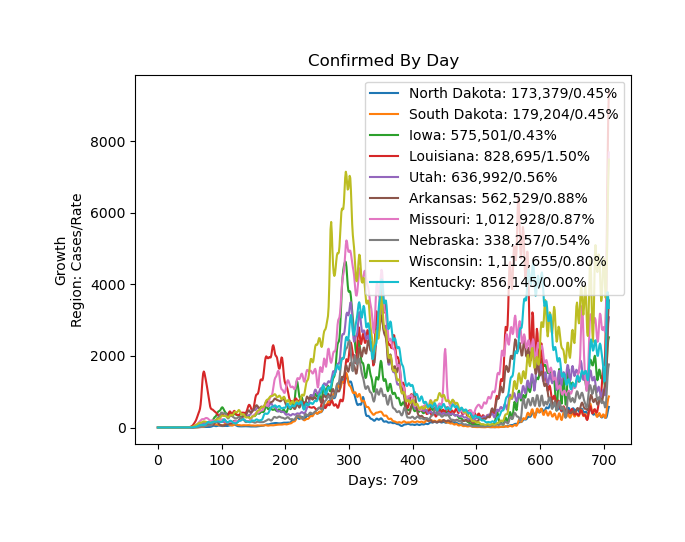 Confirmed By Day
Growth
Region: Cases/Rate
8000
6000
4000
2000
0
North Dakota: 173,379/0.45%
South Dakota: 179,204/0.45%
Iowa: 575,501/0.43%
Louisiana: 828,695/1.50%
Utah: 636,992/0.56%
Arkansas: 562,529/0.88%
Missouri: 1,012,928/0.87%
Nebraska: 338,257/0.54%
Wisconsin: 1,112,655/0.80%
Kentucky: 856,145/0.00%
0 100 200 300 400 500 600 700
Days: 709